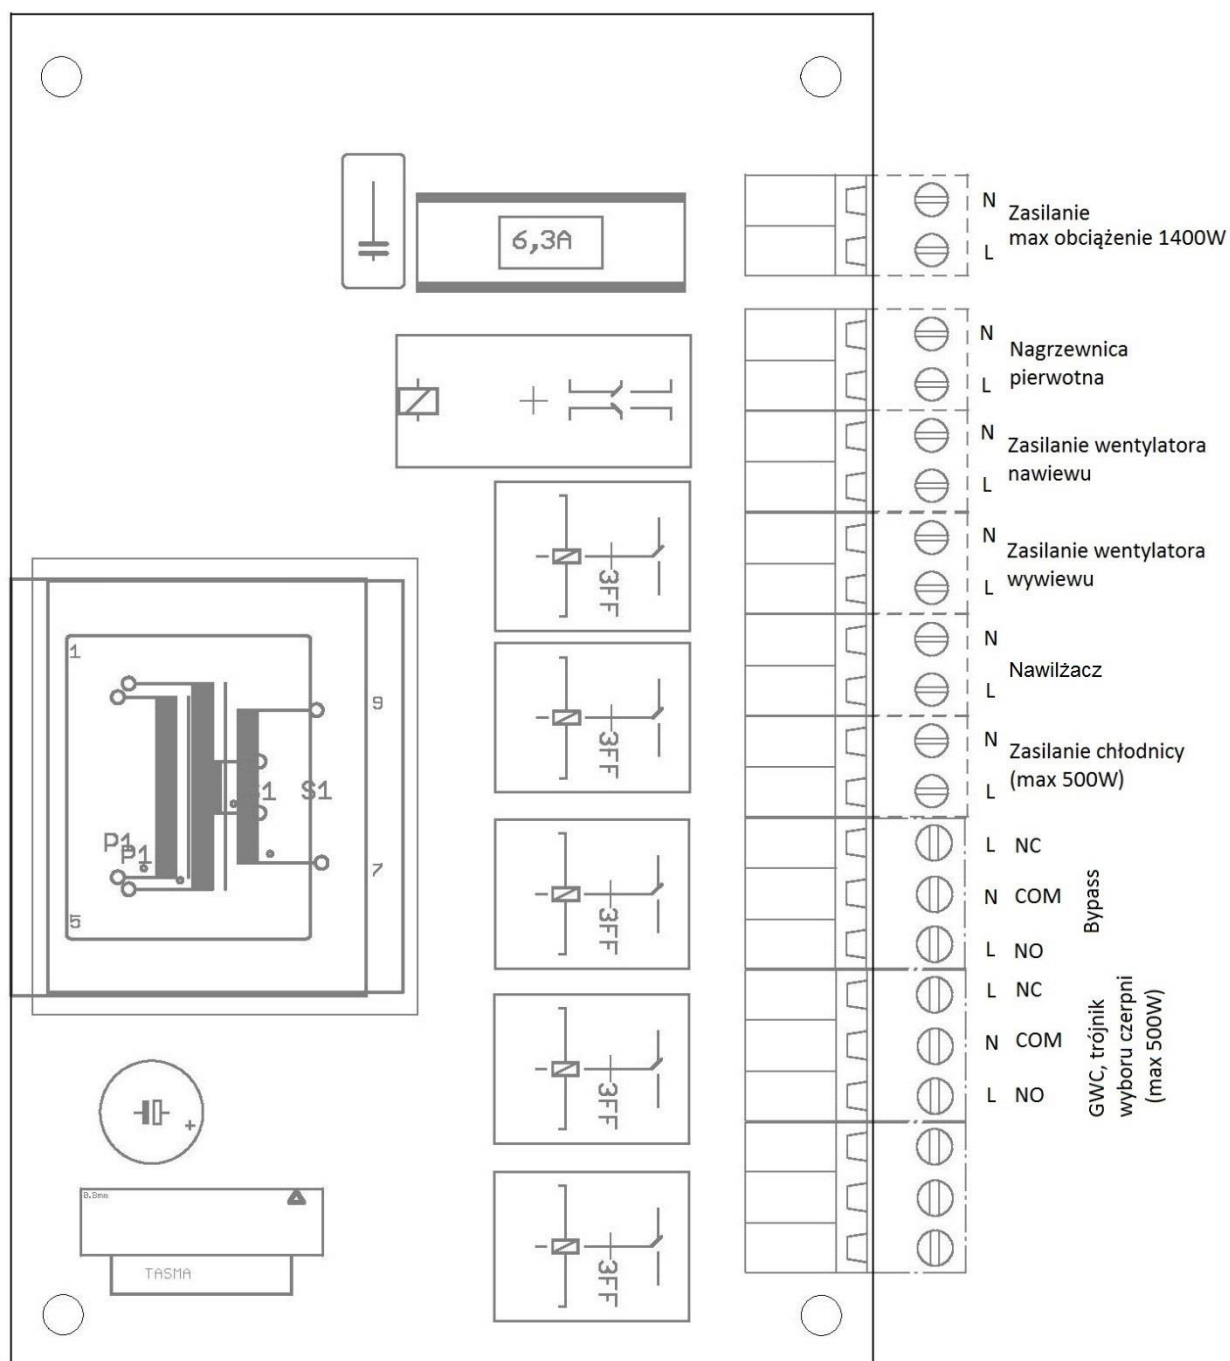 6,3A
N
Zasilanie
max obciążenie 1400W
L
N
Nagrzewnica
pierwotna
L
N
Zasilanie wentylatora
nawiewu
L
N
Zasilanie wentylatora
wywiewu
L
N
Nawilżacz
L
N
Zasilanie chłodnicy
(max 500W)
L
L NC
N COM
L NO
Bypass
L NC
N COM
L NO
GWC, trójnik
wyboru czerpni
(max 500W)
3FF
3FF
3FF
3FF
3FF
1
9
S1
P1
P1
7
5
0.8mm
TASMA